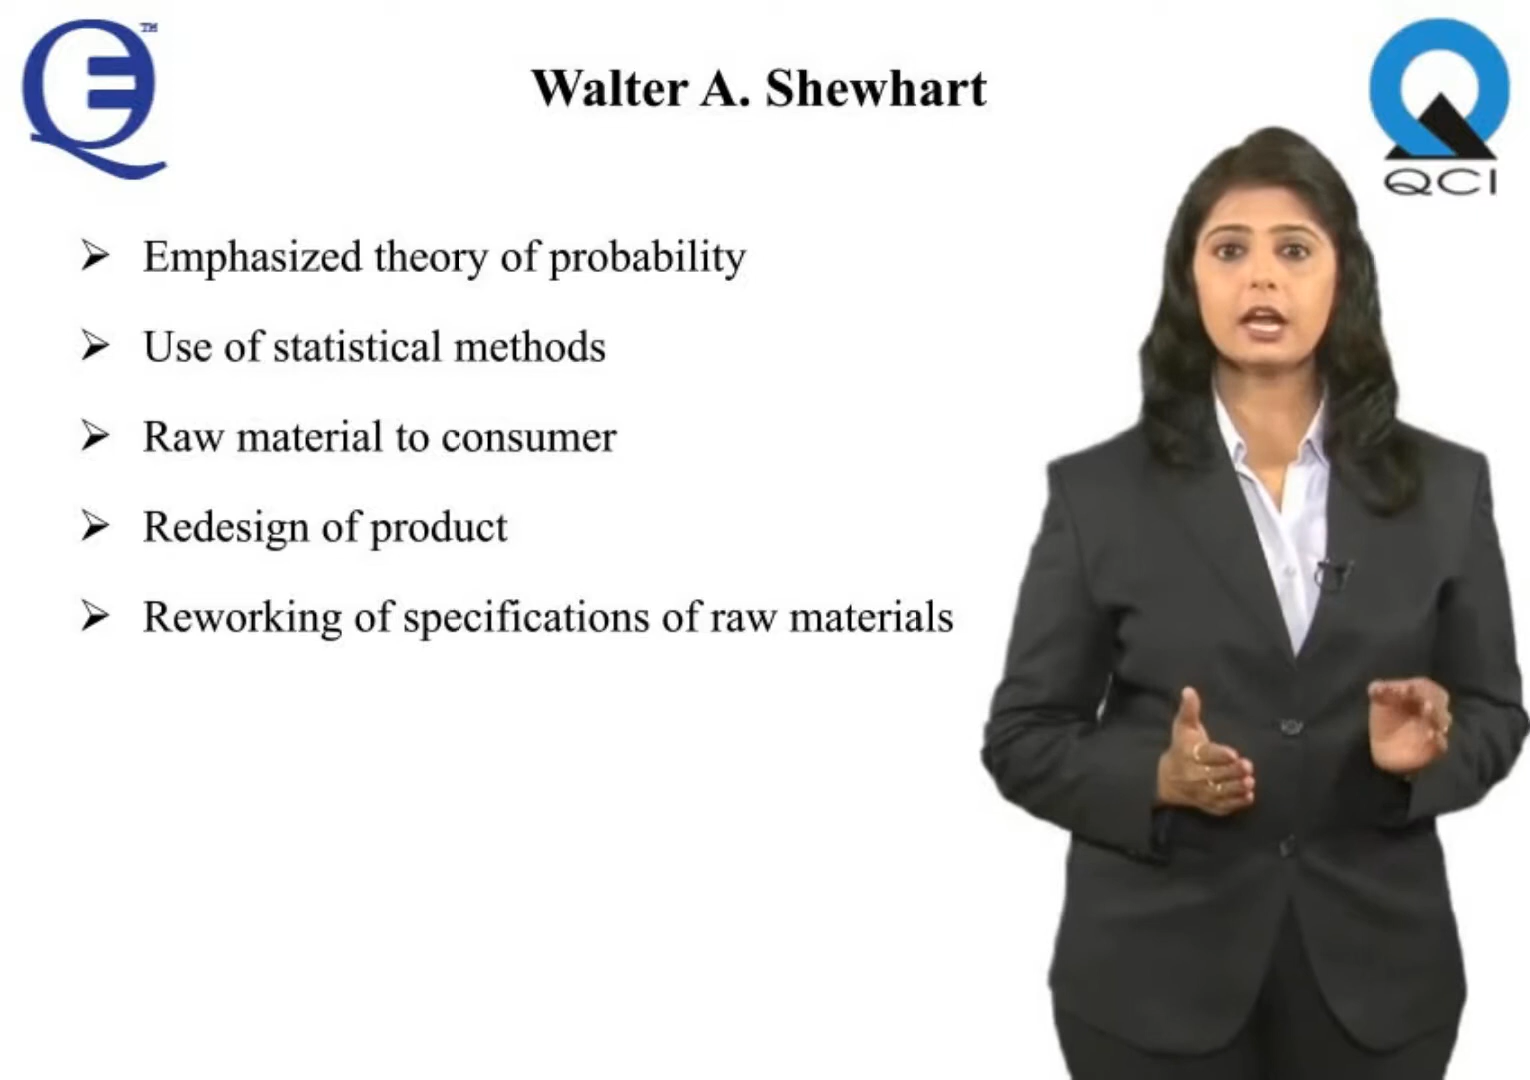 TM
Walter A. Shewhart
QCI
Emphasized theory of probability
Use of statistical methods
Raw material to consumer
Redesign of product
Reworking of specifications of raw materials